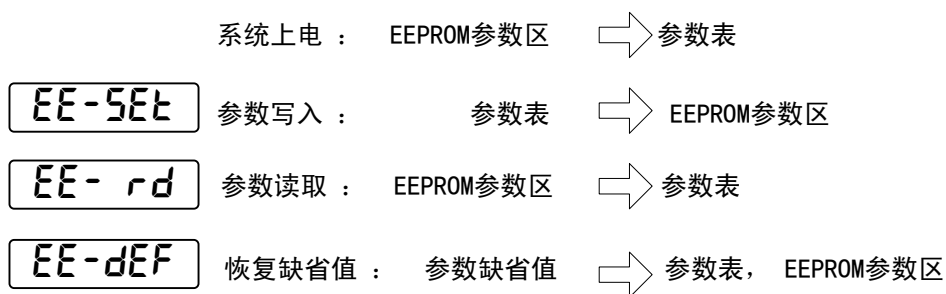 系统上电 : EEPROM参数区 参数表
EE-SEt 参数写入 : 参数表 EEPROM参数区
EE- rd 参数读取 : EEPROM参数区 参数表
EE-dEF 恢复缺省值 : 参数缺省值 参数表, EEPROM参数区